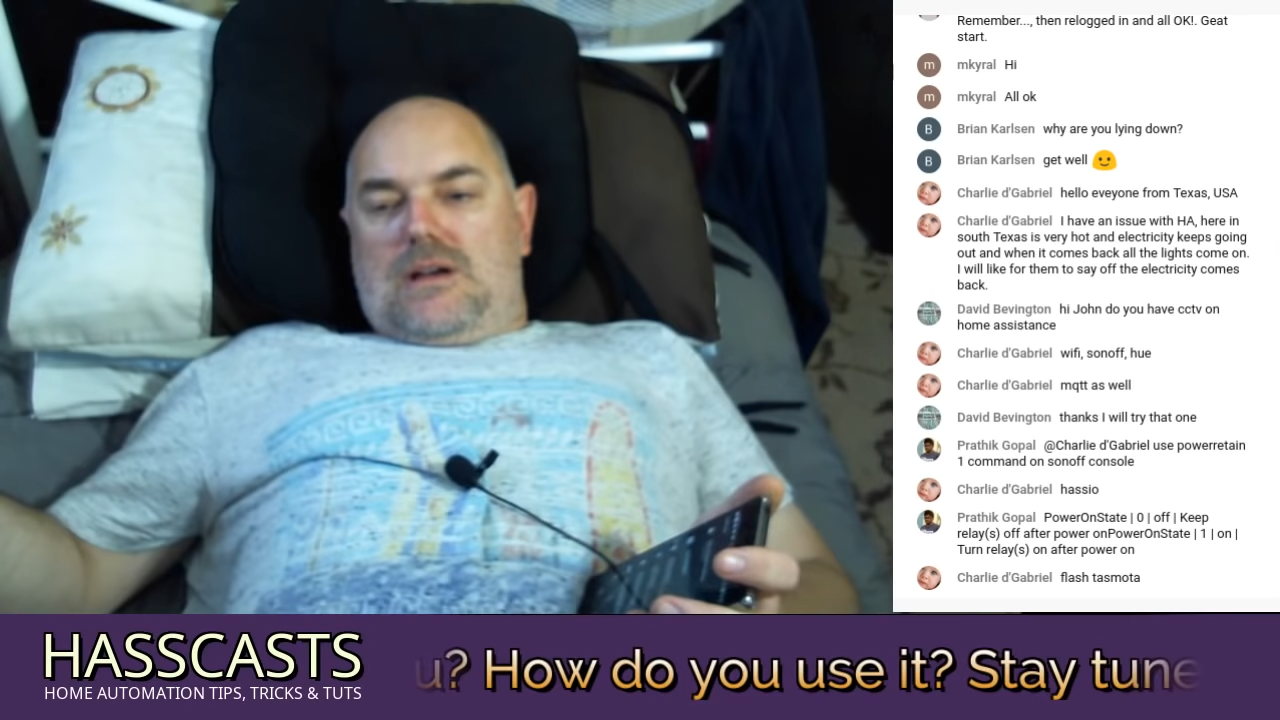 Remember..., then relogged in and all OK!. Geat
start.
m
mkyral Hi
m
mkyral All ok
B
Brian Karlsen why are you lying down?
B
Brian Karlsen get well
Charlie d'Gabriel hello eveyone from Texas, USA
Charlie d'Gabriel I have an issue with HA, here in
south Texas is very hot and electricity keeps going
out and when it comes back all the lights come on.
I will like for them to say off the electricity comes
back.
David Bevington hi John do you have cctv on
home assistance
Charlie d'Gabriel wifi, sonoff, hue
Charlie d'Gabriel mqtt as well
David Bevington thanks I will try that one
Prathik Gopal @Charlie d'Gabriel use powerretain
1 command on sonoff console
Charlie d'Gabriel hassio
Prathik Gopal PowerOnState | 0 | off | Keep
relay(s) off after power onPowerOnState | 1 | on |
Turn relay(s) on after power on
Charlie d'Gabriel flash tasmota
HASSCASTS
HOME AUTOMATION TIPS, TRICKS & TUTS
u? How do you use it? Stay tune